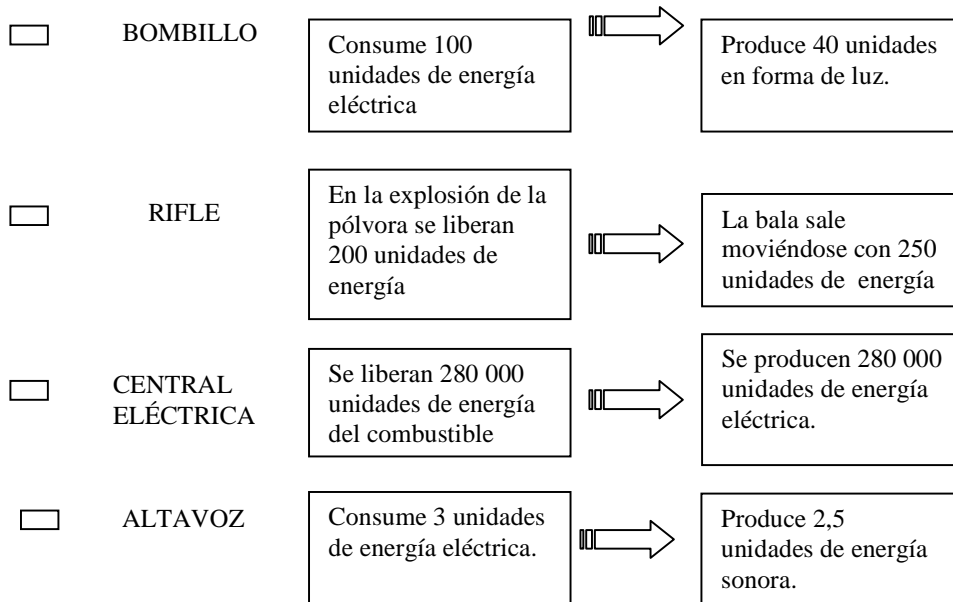 BOMBILLO
Consume 100
unidades de energía
eléctrica
Produce 40 unidades
en forma de luz.
RIFLE
En la explosión de la
pólvora se liberan
200 unidades de
energía
La bala sale
moviéndose con 250
unidades de energía
CENTRAL
ELÉCTRICA
Se liberan 280 000
unidades de energía
del combustible
Se producen 280 000
unidades de energía
eléctrica.
ALTAVOZ
Consume 3 unidades
de energía eléctrica.
Produce 2,5
unidades de energía
sonora.